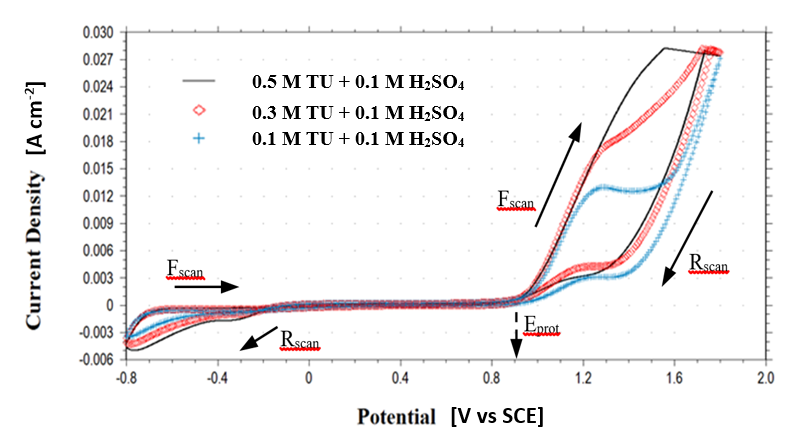 0.030
0.027
0.024
0.021
0.018
0.015
0.012
0.009
0.006
0.003
0
-0.003
-0.006
Current Density [A cm-2]
0.5 M TU + 0.1 M H2SO4
0.3 M TU + 0.1 M H2SO4
0.1 M TU + 0.1 M H2SO4
Fscan
Rscan
Fscan
Eprot
Rscan
-0.8 -0.4 0 0.4 0.8 1.2 1.6 2.0
Potential [V vs SCE]